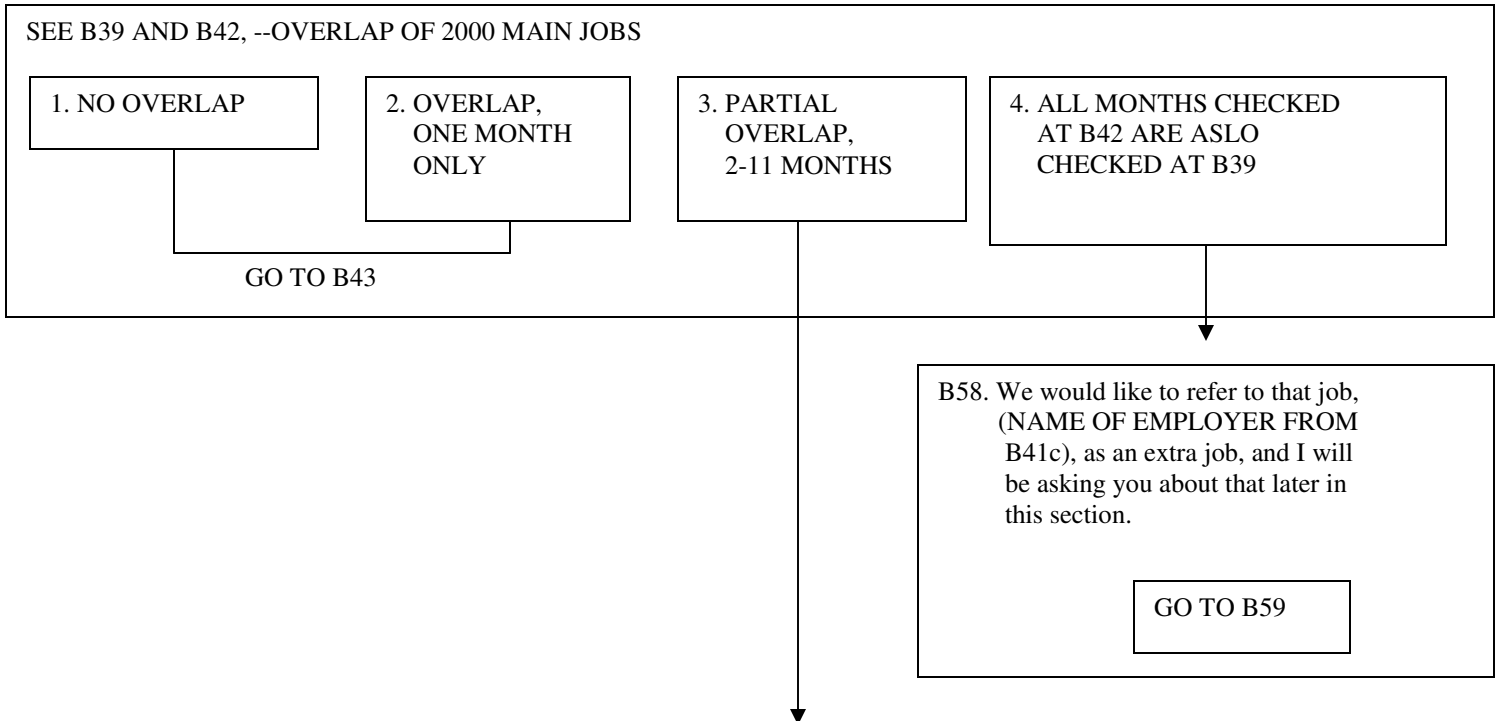 SEE B39 AND B42, --OVERLAP OF 2000 MAIN JOBS
1. NO OVERLAP
2. OVERLAP,
ONE MONTH
ONLY
3. PARTIAL
OVERLAP,
2-11 MONTHS
4. ALL MONTHS CHECKED
AT B42 ARE ASLO
CHECKED AT B39
GO TO B43
B58. We would like to refer to that job,
(NAME OF EMPLOYER FROM
B41c), as an extra job, and I will
be asking you about that later in
this section.
GO TO B59